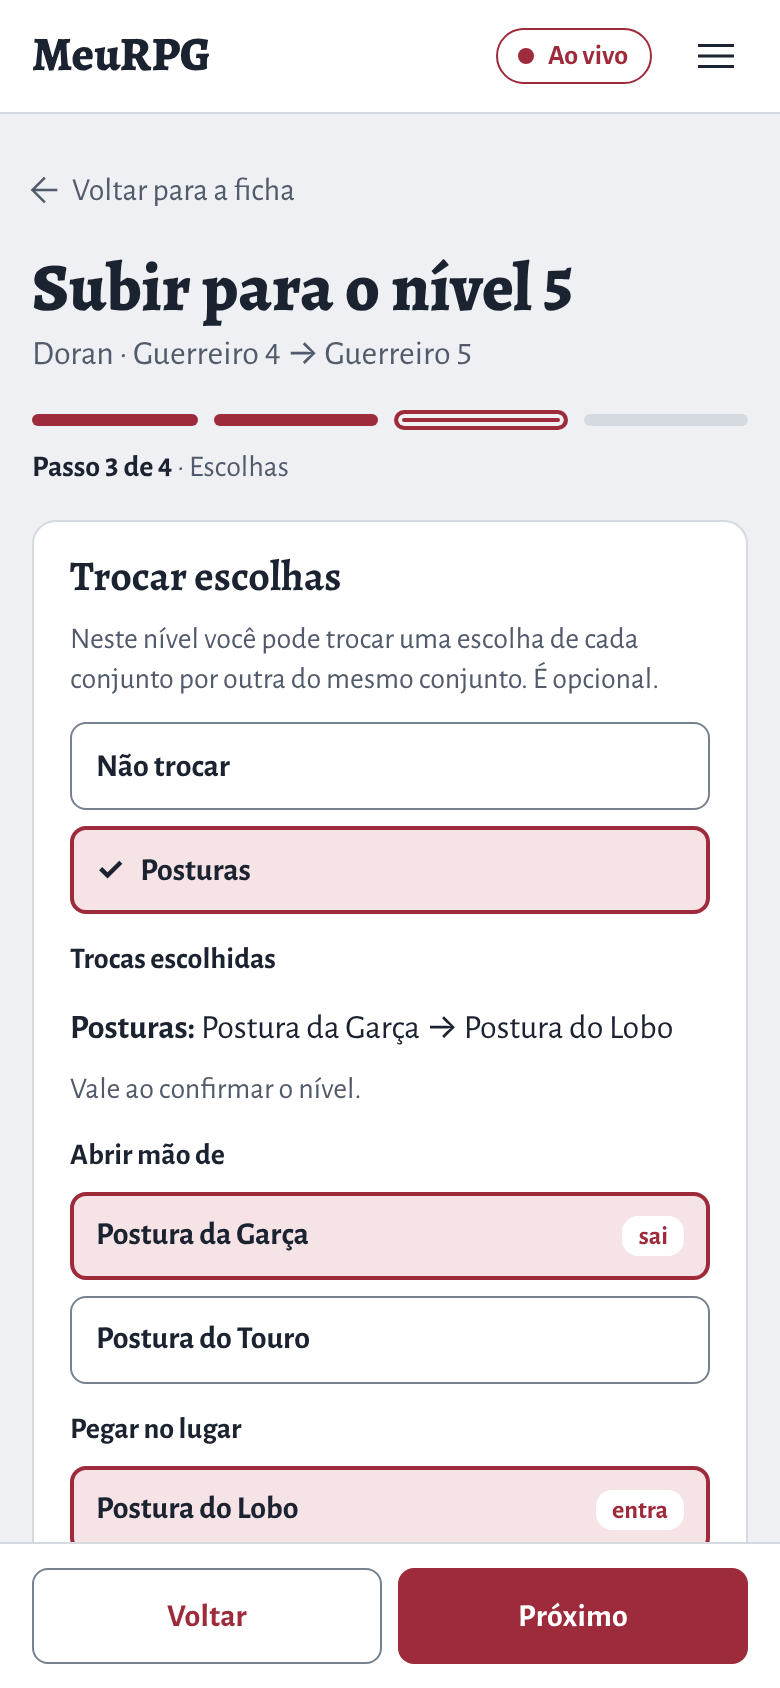 MeuRPG
Ao vivo
← Voltar para a ficha
Subir para o nível 5
Doran · Guerreiro 4 → Guerreiro 5
Passo 3 de 4 · Escolhas
Trocar escolhas
Neste nível você pode trocar uma escolha de cada
conjunto por outra do mesmo conjunto. É opcional.
Não trocar
✓ Posturas
Trocas escolhidas
Posturas: Postura da Garça → Postura do Lobo
Vale ao confirmar o nível.
Abrir mão de
Postura da Garça sai
Postura do Touro
Pegar no lugar
Postura do Lobo entra
Voltar
Próximo